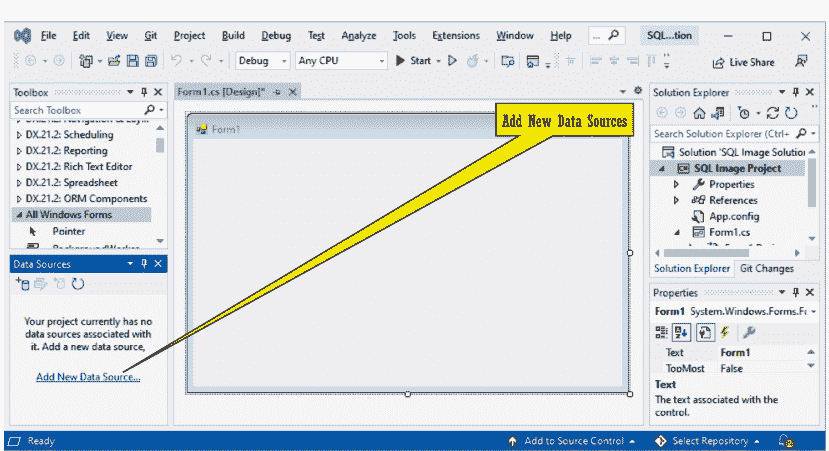 File Edit View Git Project Build Debug Test Analyze Tools Extensions Window Help ... SQL...tion
Debug Any CPU Start Live Share
Toolbox
Search Toolbox
DX.21.2: Scheduling
DX.21.2: Reporting
DX.21.2: Rich Text Editor
DX.21.2: Spreadsheet
DX.21.2: ORM Components
All Windows Forms
Pointer
Data Sources
Your project currently has no
data sources associated with
it. Add a new data source,
Add New Data Source...
Form1.cs [Design]*
Form1
Add New Data Sources
Solution Explorer
Search Solution Explorer (Ctrl+
Solution 'SQL Image Solution
C# SQL Image Project
Properties
References
App.config
Form1.cs
Solution Explorer Git Changes
Properties
Form1 System.Windows.Forms.Fo
Text Form1
TopMost False
Text
The text associated with the
control.
Ready Add to Source Control Select Repository